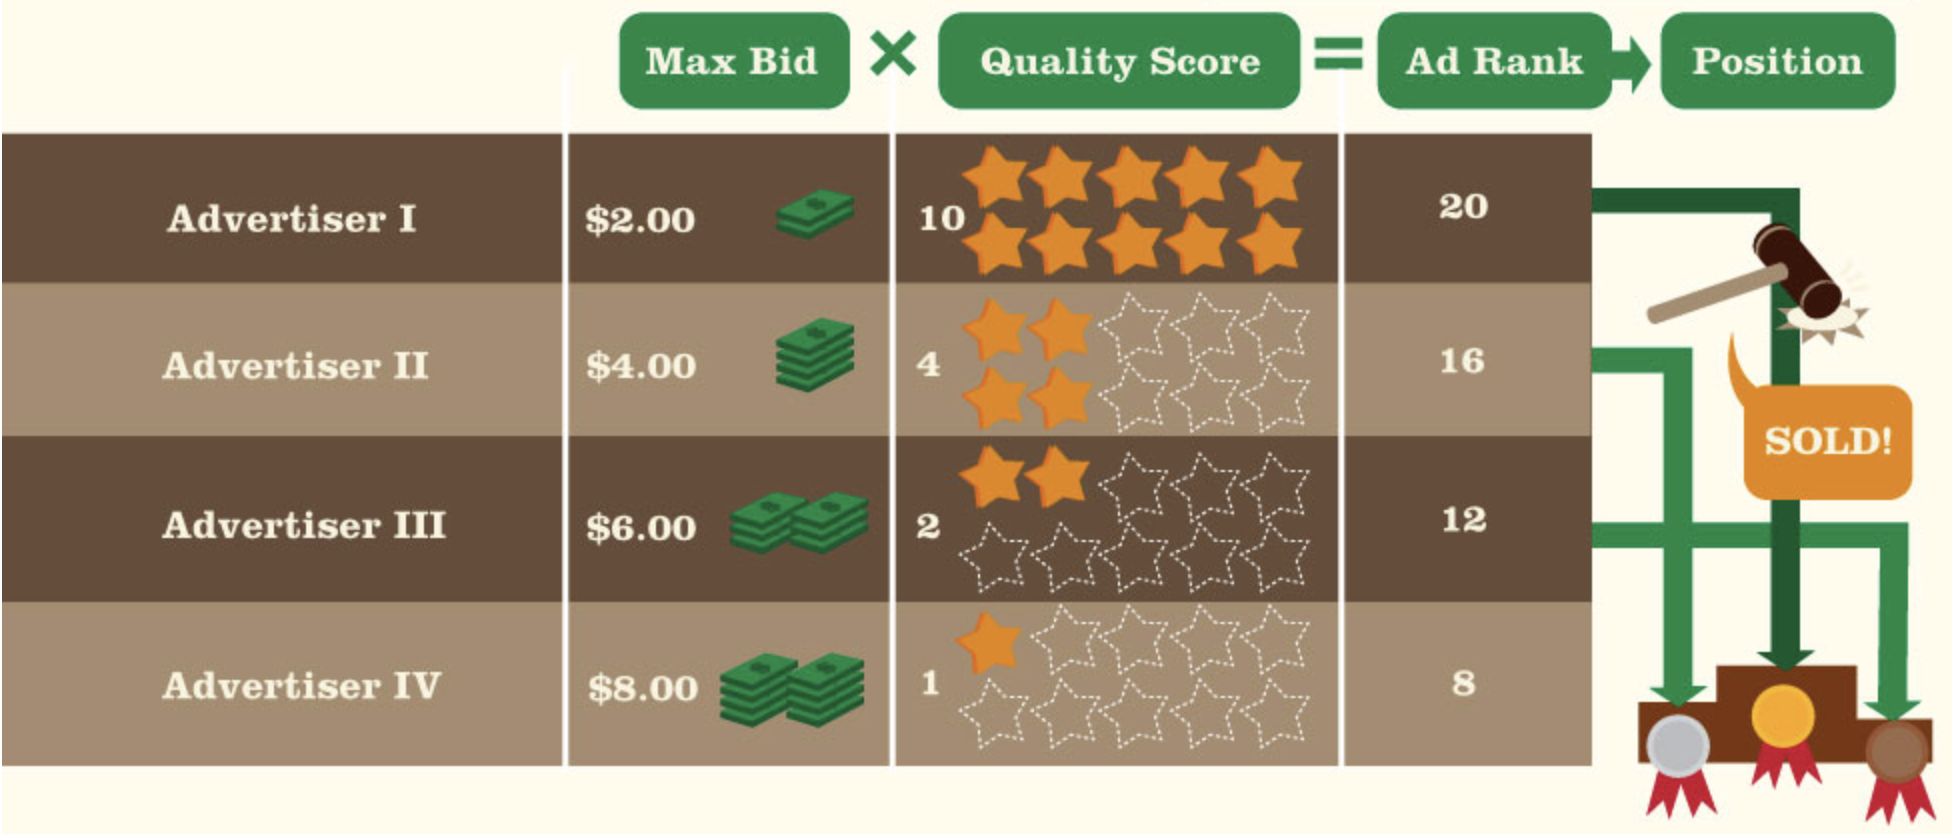 Max Bid × Quality Score = Ad Rank Position
Advertiser I $2.00 10 20
Advertiser II $4.00 4 16
Advertiser III $6.00 2 12
Advertiser IV $8.00 1 8
SOLD!